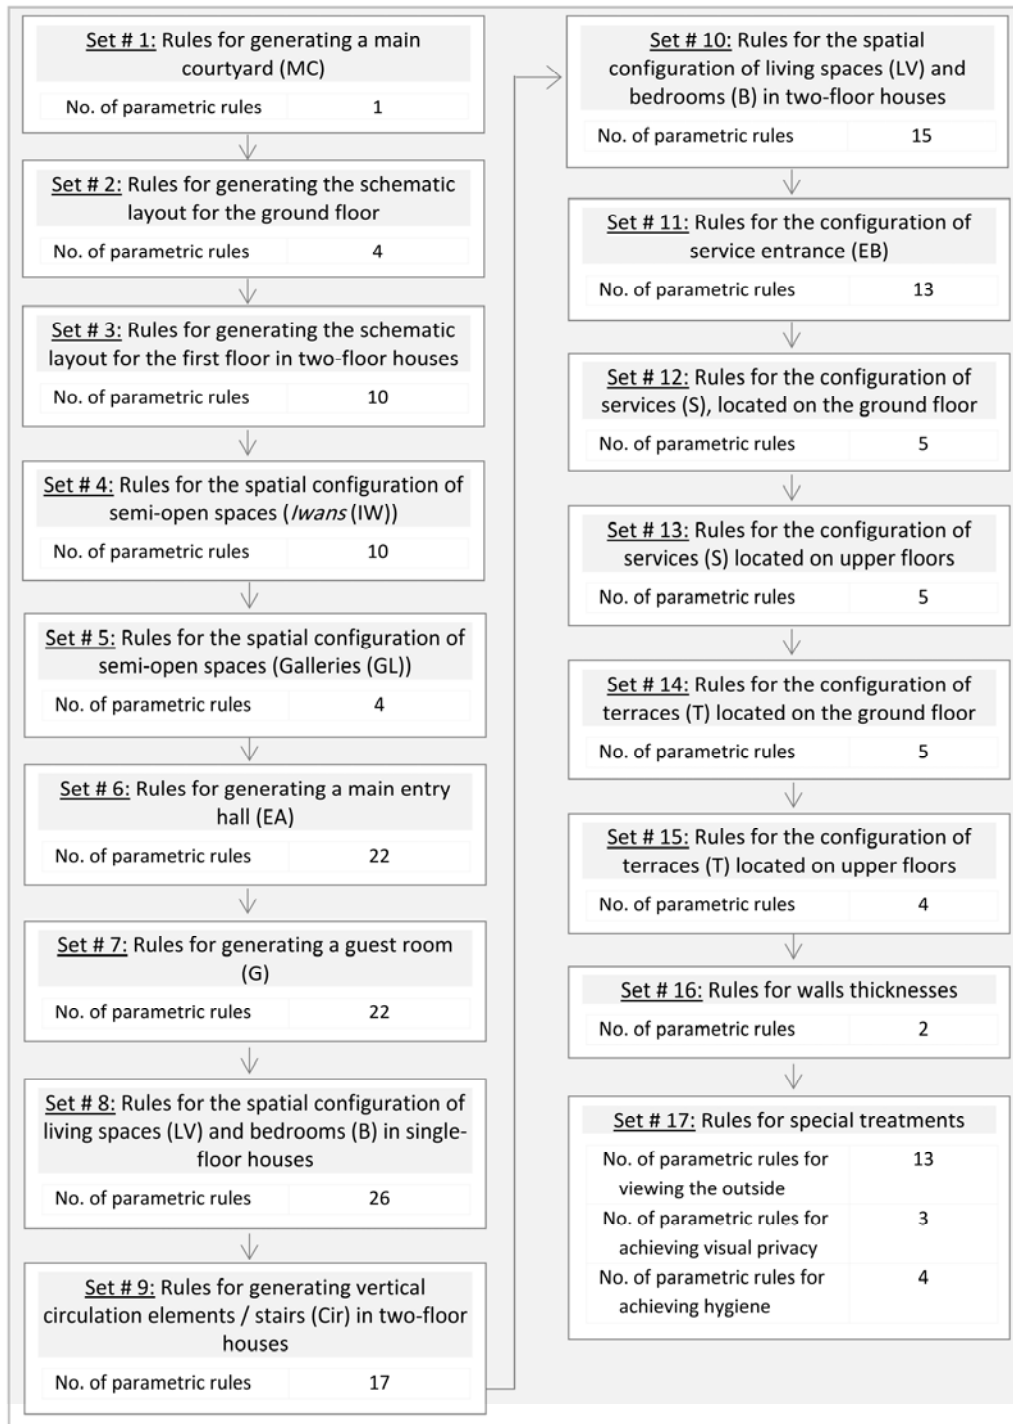 Set # 1: Rules for generating a main
courtyard (MC)
No. of parametric rules 1
Set # 2: Rules for generating the schematic
layout for the ground floor
No. of parametric rules 4
Set # 3: Rules for generating the schematic
layout for the first floor in two-floor houses
No. of parametric rules 10
Set # 4: Rules for the spatial configuration of
semi-open spaces (Iwans (IW))
No. of parametric rules 10
Set # 5: Rules for the spatial configuration of
semi-open spaces (Galleries (GL))
No. of parametric rules 4
Set # 6: Rules for generating a main entry
hall (EA)
No. of parametric rules 22
Set # 7: Rules for generating a guest room
(G)
No. of parametric rules 22
Set # 8: Rules for the spatial configuration of
living spaces (LV) and bedrooms (B) in single-
floor houses
No. of parametric rules 26
Set # 9: Rules for generating vertical
circulation elements / stairs (Cir) in two-floor
houses
No. of parametric rules 17
Set # 10: Rules for the spatial
configuration of living spaces (LV) and
bedrooms (B) in two-floor houses
No. of parametric rules 15
Set # 11: Rules for the configuration of
service entrance (EB)
No. of parametric rules 13
Set # 12: Rules for the configuration of
services (S), located on the ground floor
No. of parametric rules 5
Set # 13: Rules for the configuration of
services (S) located on upper floors
No. of parametric rules 5
Set # 14: Rules for the configuration of
terraces (T) located on the ground floor
No. of parametric rules 5
Set # 15: Rules for the configuration of
terraces (T) located on upper floors
No. of parametric rules 4
Set # 16: Rules for walls thicknesses
No. of parametric rules 2
Set # 17: Rules for special treatments
No. of parametric rules for 13
viewing the outside
No. of parametric rules for 3
achieving visual privacy
No. of parametric rules for 4
achieving hygiene